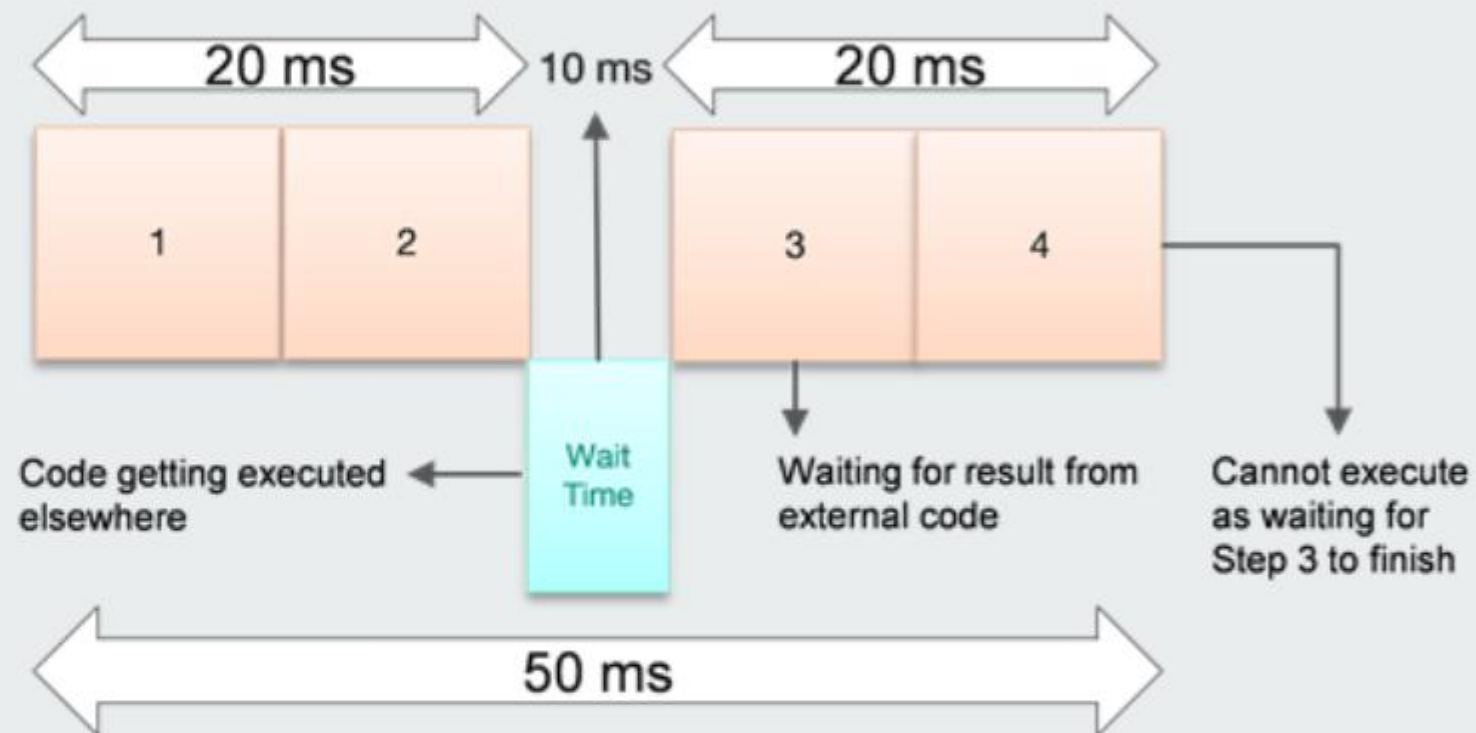 20 ms
10 ms
20 ms
1
2
3
4
Wait
Time
Code getting executed
elsewhere
Waiting for result from
external code
Cannot execute
as waiting for
Step 3 to finish
50 ms